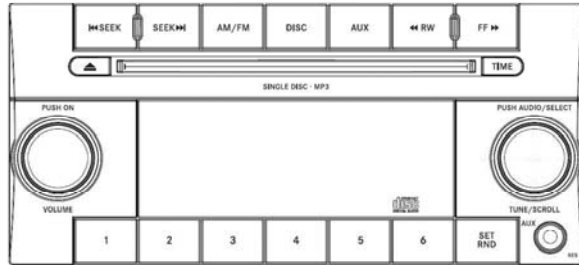 SEEK SEEK AM/FM DISC AUX RW FF
TIME
SINGLE DISC · MP3
PUSH ON
PUSH AUDIO/SELECT
VOLUME
TUNE/SCROLL
1 2 3 4 5 6 SET RND
AUX